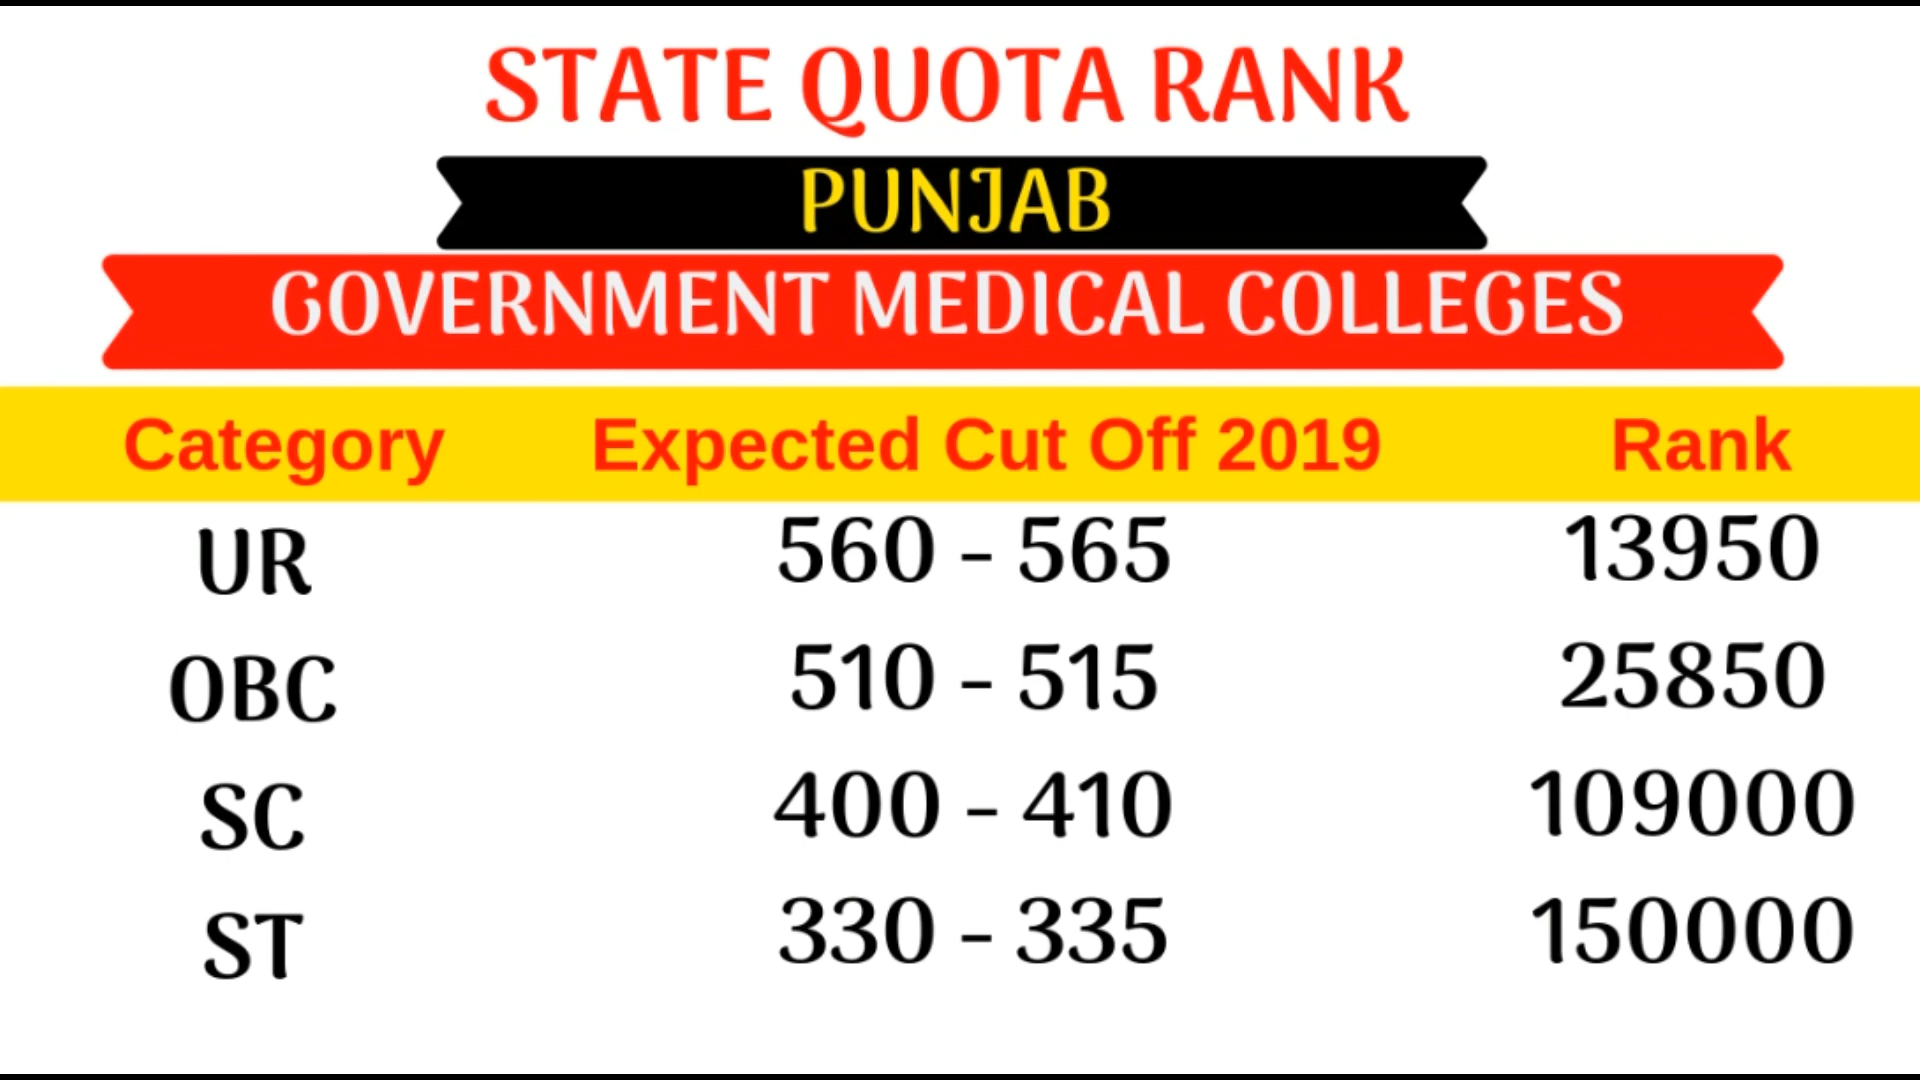 STATE QUOTA RANK
PUNJAB
GOVERNMENT MEDICAL COLLEGES
Category Expected Cut Off 2019 Rank
UR 560 - 565 13950
OBC 510 - 515 25850
SC 400 - 410 109000
ST 330 - 335 150000